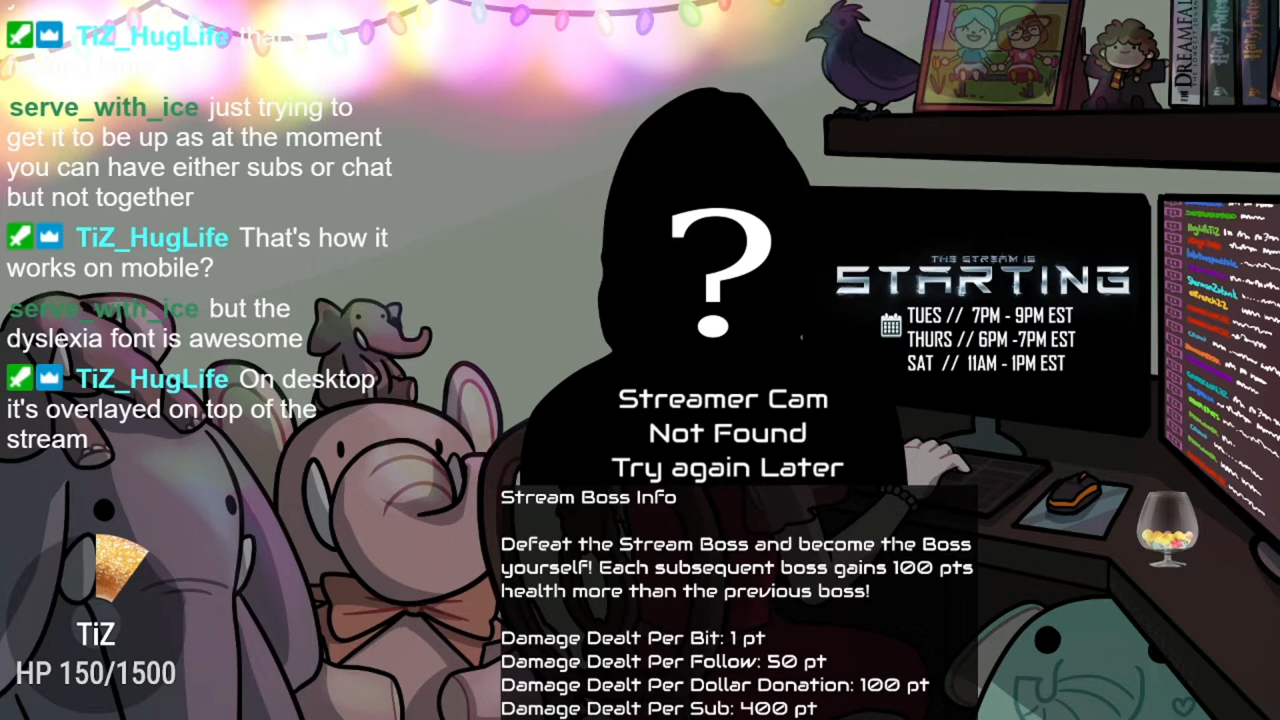 TiZ_HugLife that's
serve_with_ice just trying to
get it to be up as at the moment
you can have either subs or chat
but not together
TiZ_HugLife That's how it
works on mobile?
serve_with_ice but the
dyslexia font is awesome
TiZ_HugLife On desktop
it's overlayed on top of the
stream
TiZ
HP 150/1500
?
Streamer Cam
Not Found
Try again Later
Stream Boss Info
Defeat the Stream Boss and become the Boss
yourself! Each subsequent boss gains 100 pts
health more than the previous boss!
Damage Dealt Per Bit: 1 pt
Damage Dealt Per Follow: 50 pt
Damage Dealt Per Dollar Donation: 100 pt
Damage Dealt Per Sub: 400 pt
THE STREAM IS
STARTING
TUES // 7PM - 9PM EST
THURS // 6PM -7PM EST
SAT // 11AM - 1PM EST
DREAMFALL
Harry Potter
Harry Potter